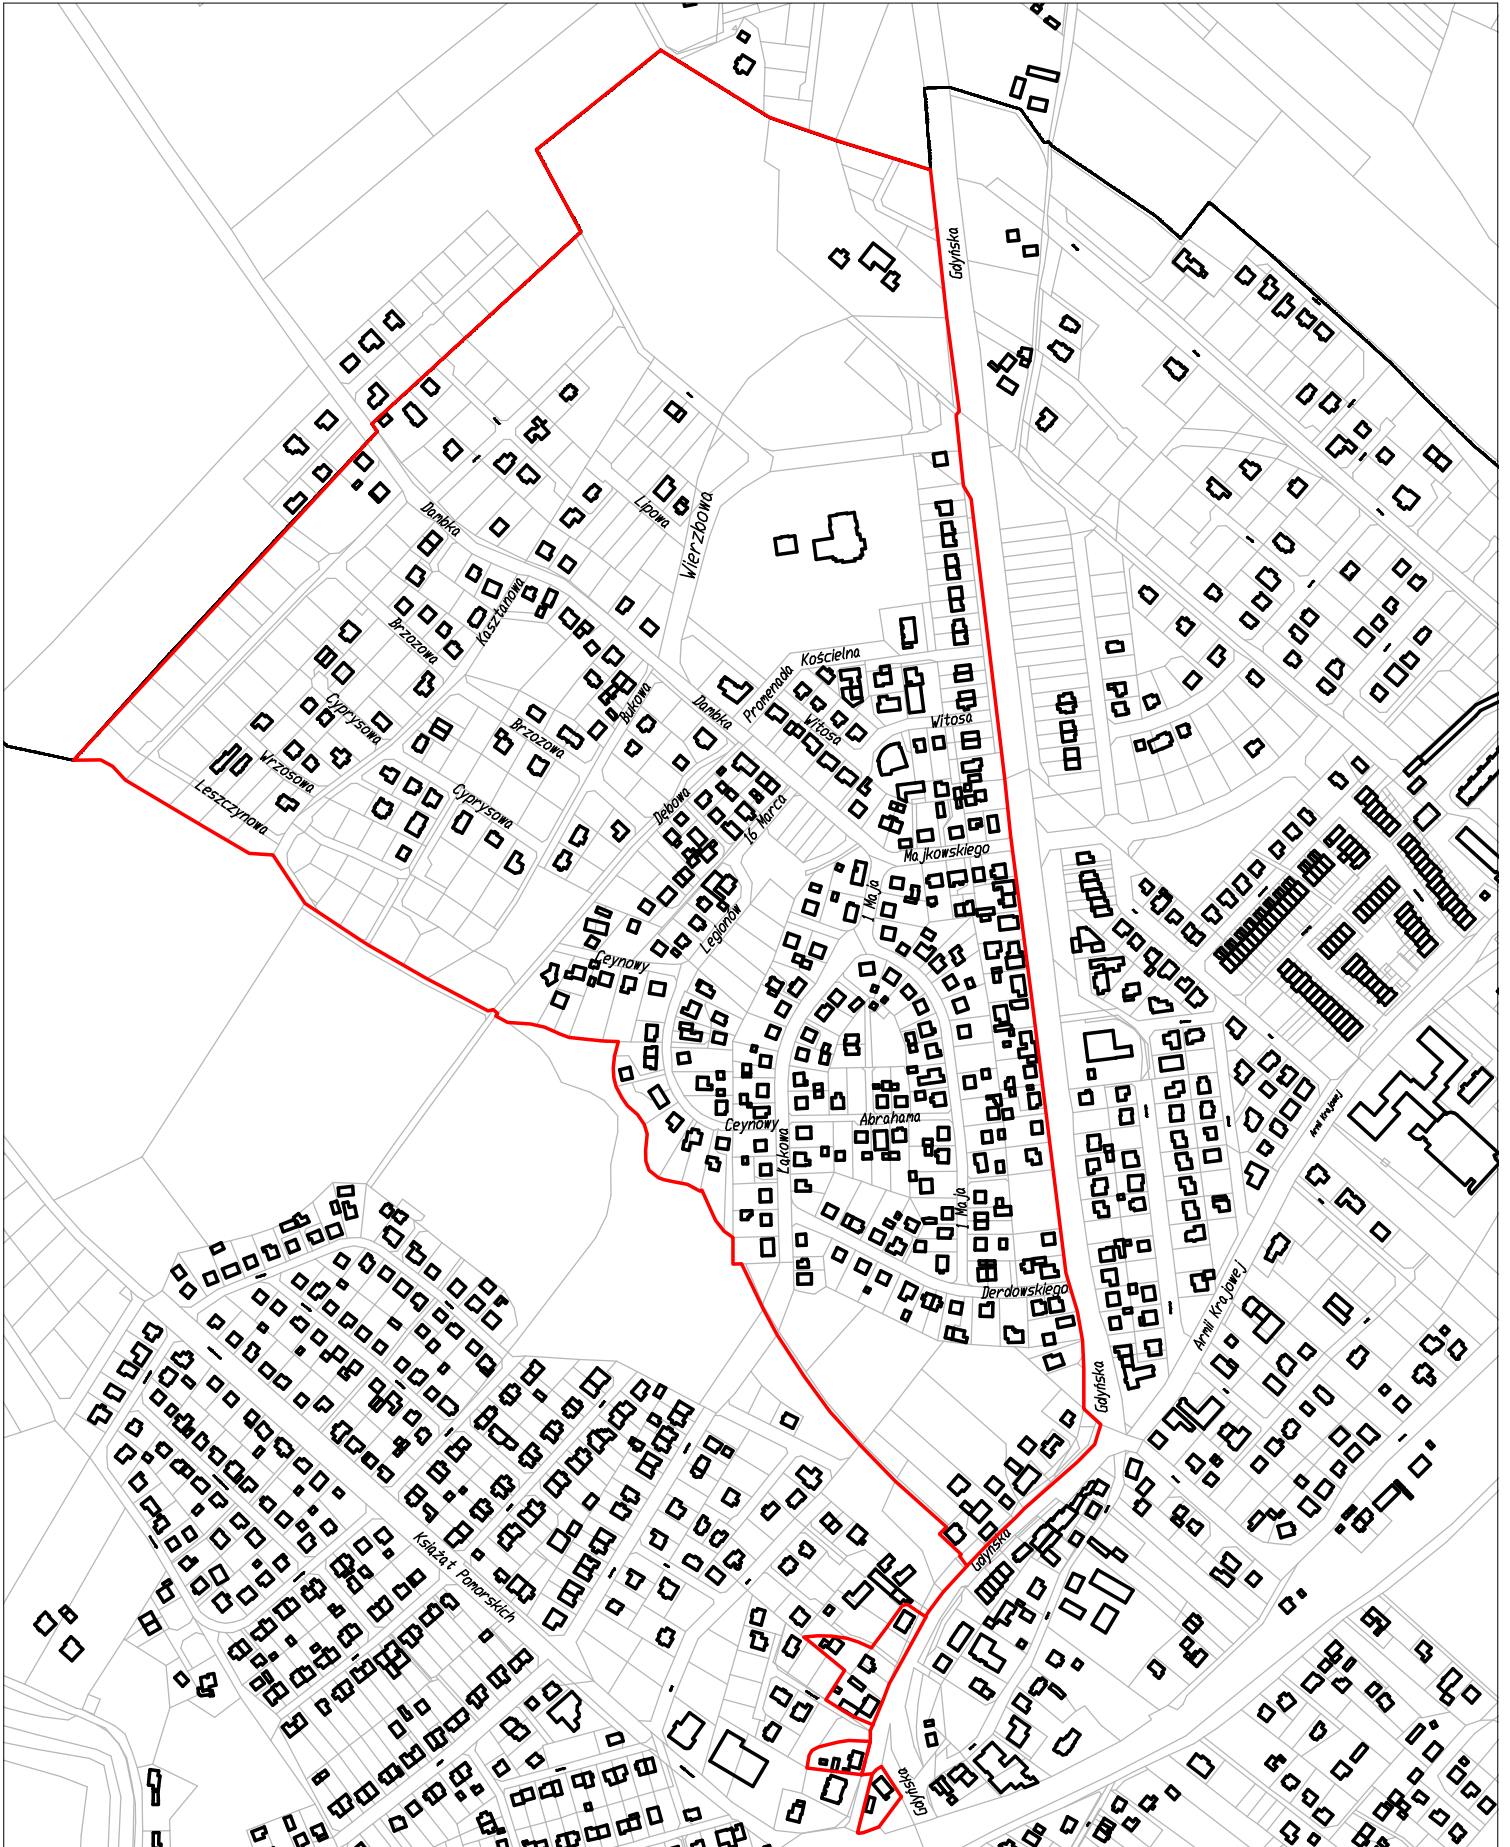 Gdyńska
Dambka
Lipowa
Wierzbowa
Kasztanowa
Brzozowa
Kościelna
Promenada
Cyprysowa
Bukowa
Dambka
Witosa
Witosa
Brzozowa
Wrzosowa
Leszczynowa
Cyprysowa
Dębowa
16 Marca
Majkowskiego
1 Maja
Legionów
Ceynowy
Abrahama
Ceynowy
Łąkowa
Armii Krajowej
1 Maja
Derdowskiego
Armii Krajowej
Gdyńska
Gdyńska
Książąt Pomorskich
Gdyńska